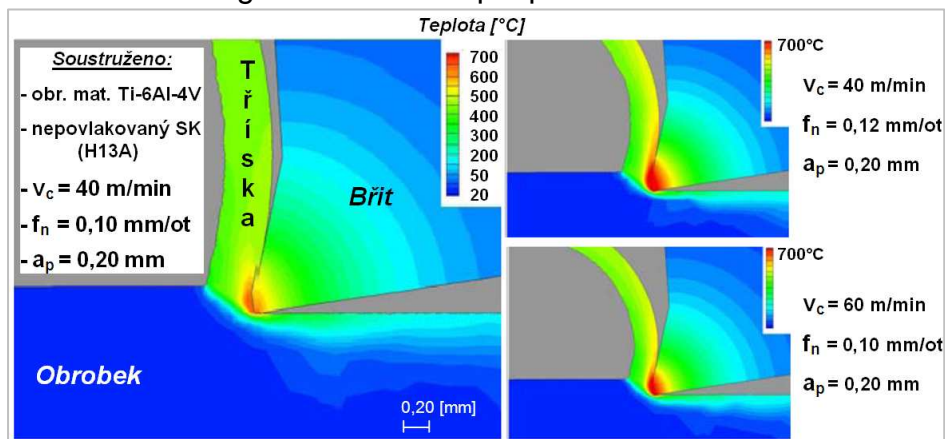 Teplota [°C]
Soustruženo:
- obr. mat. Ti-6Al-4V
- nepovlakovaný SK
(H13A)
- vc = 40 m/min
- fn = 0,10 mm/ot
- ap = 0,20 mm
Tříska
Břit
Obrobek
700
600
500
400
300
200
100
50
20
0,20 [mm]
700°C
vc = 40 m/min
fn = 0,12 mm/ot
ap = 0,20 mm
700°C
vc = 60 m/min
fn = 0,10 mm/ot
ap = 0,20 mm